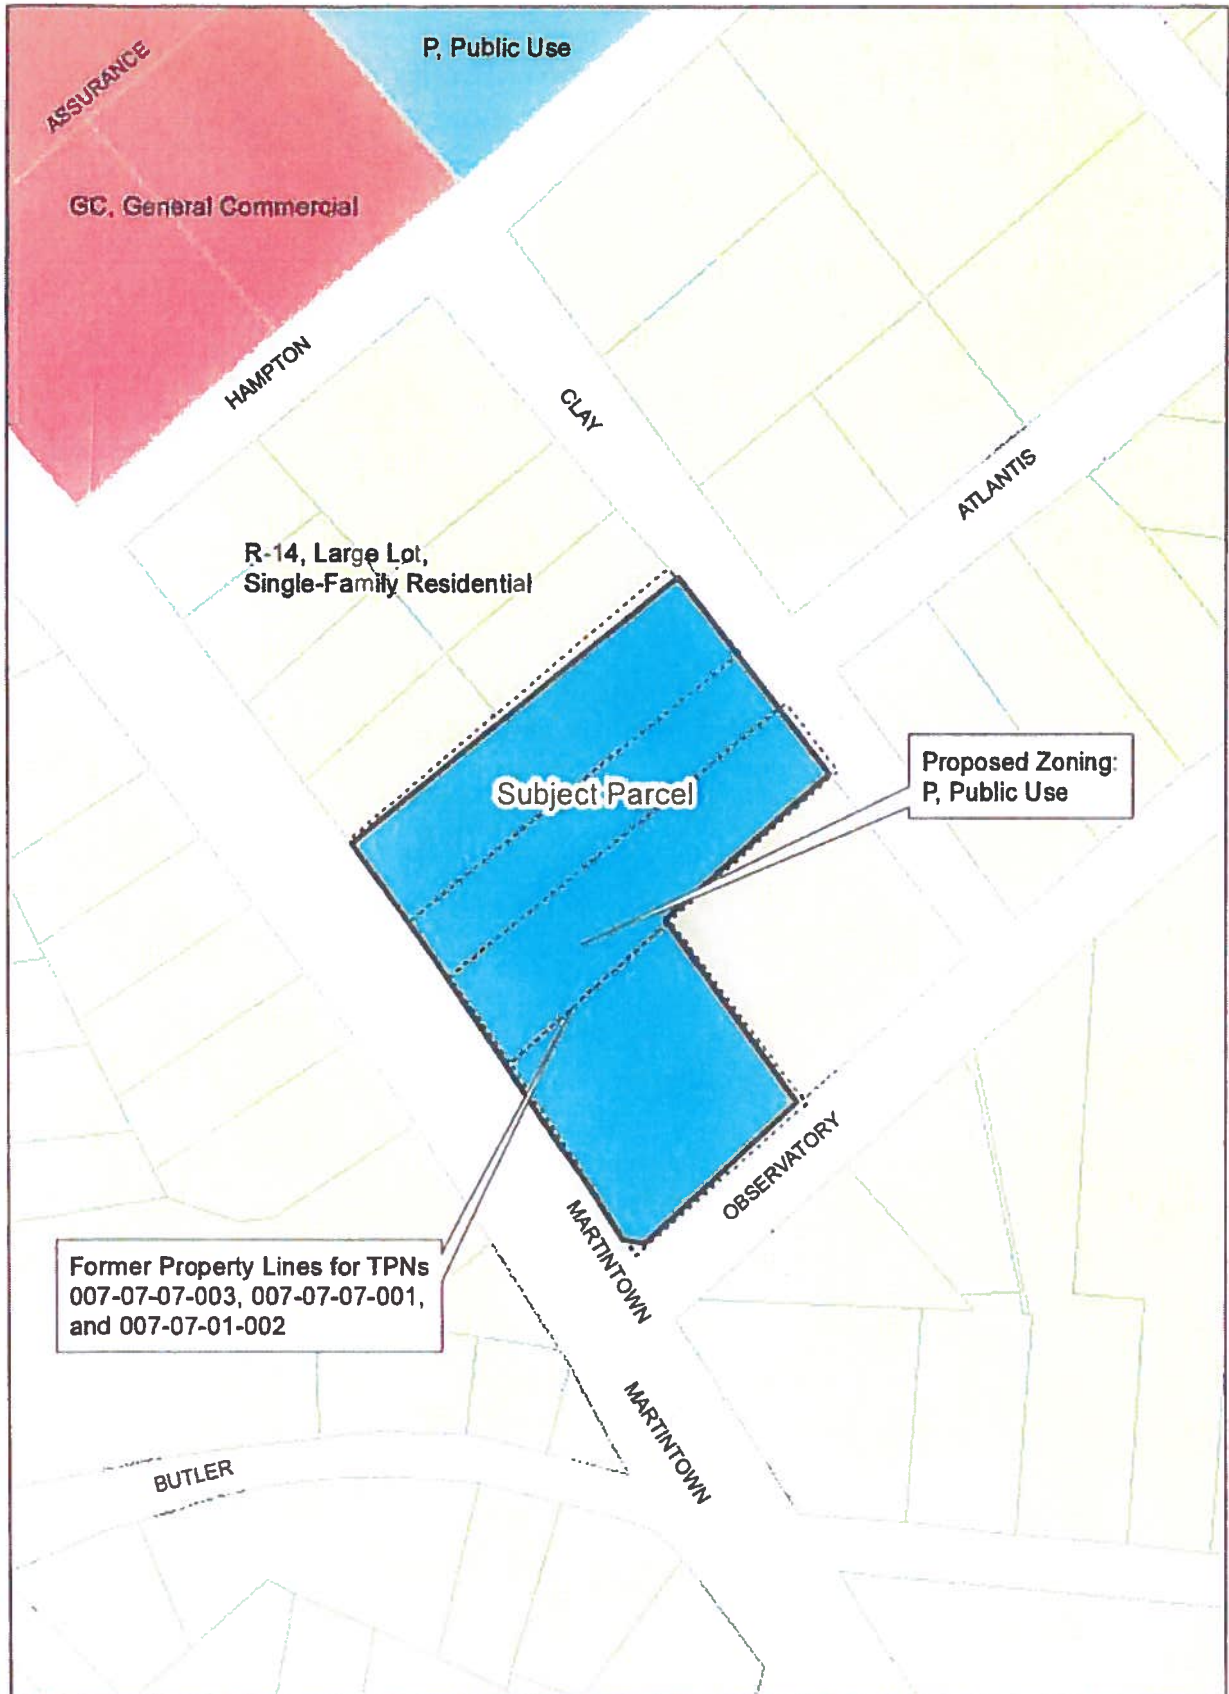 P, Public Use
ASSURANCE
GC, General Commercial
HAMPTON
CLAY
ATLANTIS
R-14, Large Lot,
Single-Family Residential
Subject Parcel
Proposed Zoning:
P, Public Use
OBSERVATORY
MARTINTOWN
Former Property Lines for TPNs
007-07-07-003, 007-07-07-001,
and 007-07-01-002
MARTINTOWN
BUTLER